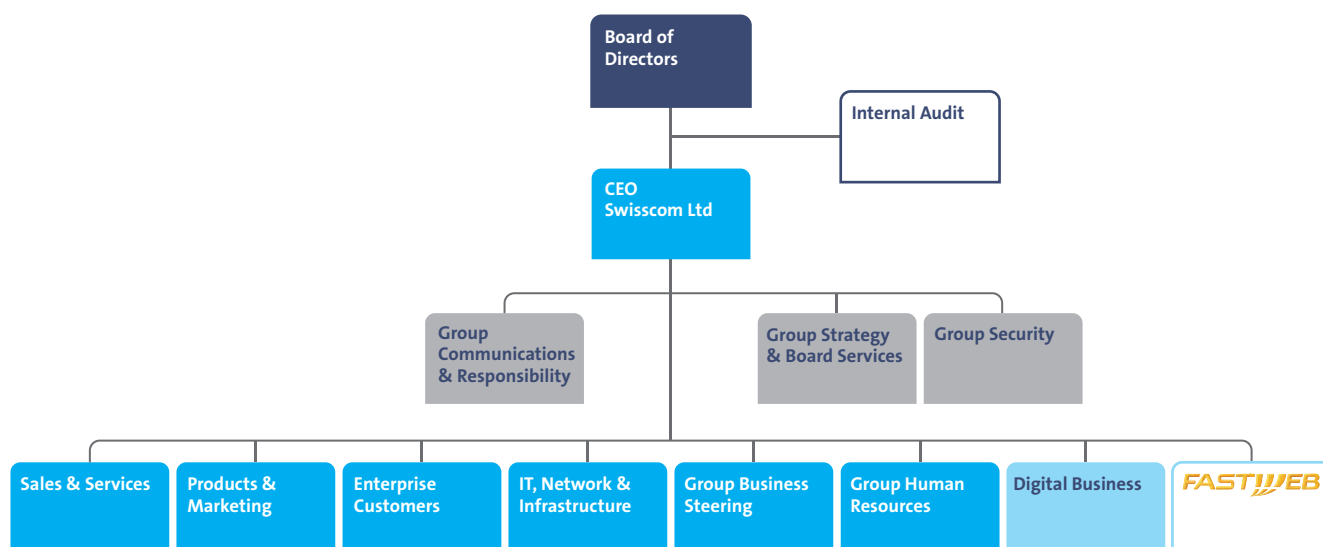 Board of
Directors
Internal Audit
CEO
Swisscom Ltd
Group
Communications
& Responsibility
Group Strategy
& Board Services
Group Security
Sales & Services
Products &
Marketing
Enterprise
Customers
IT, Network &
Infrastructure
Group Business
Steering
Group Human
Resources
Digital Business
FASTWEB